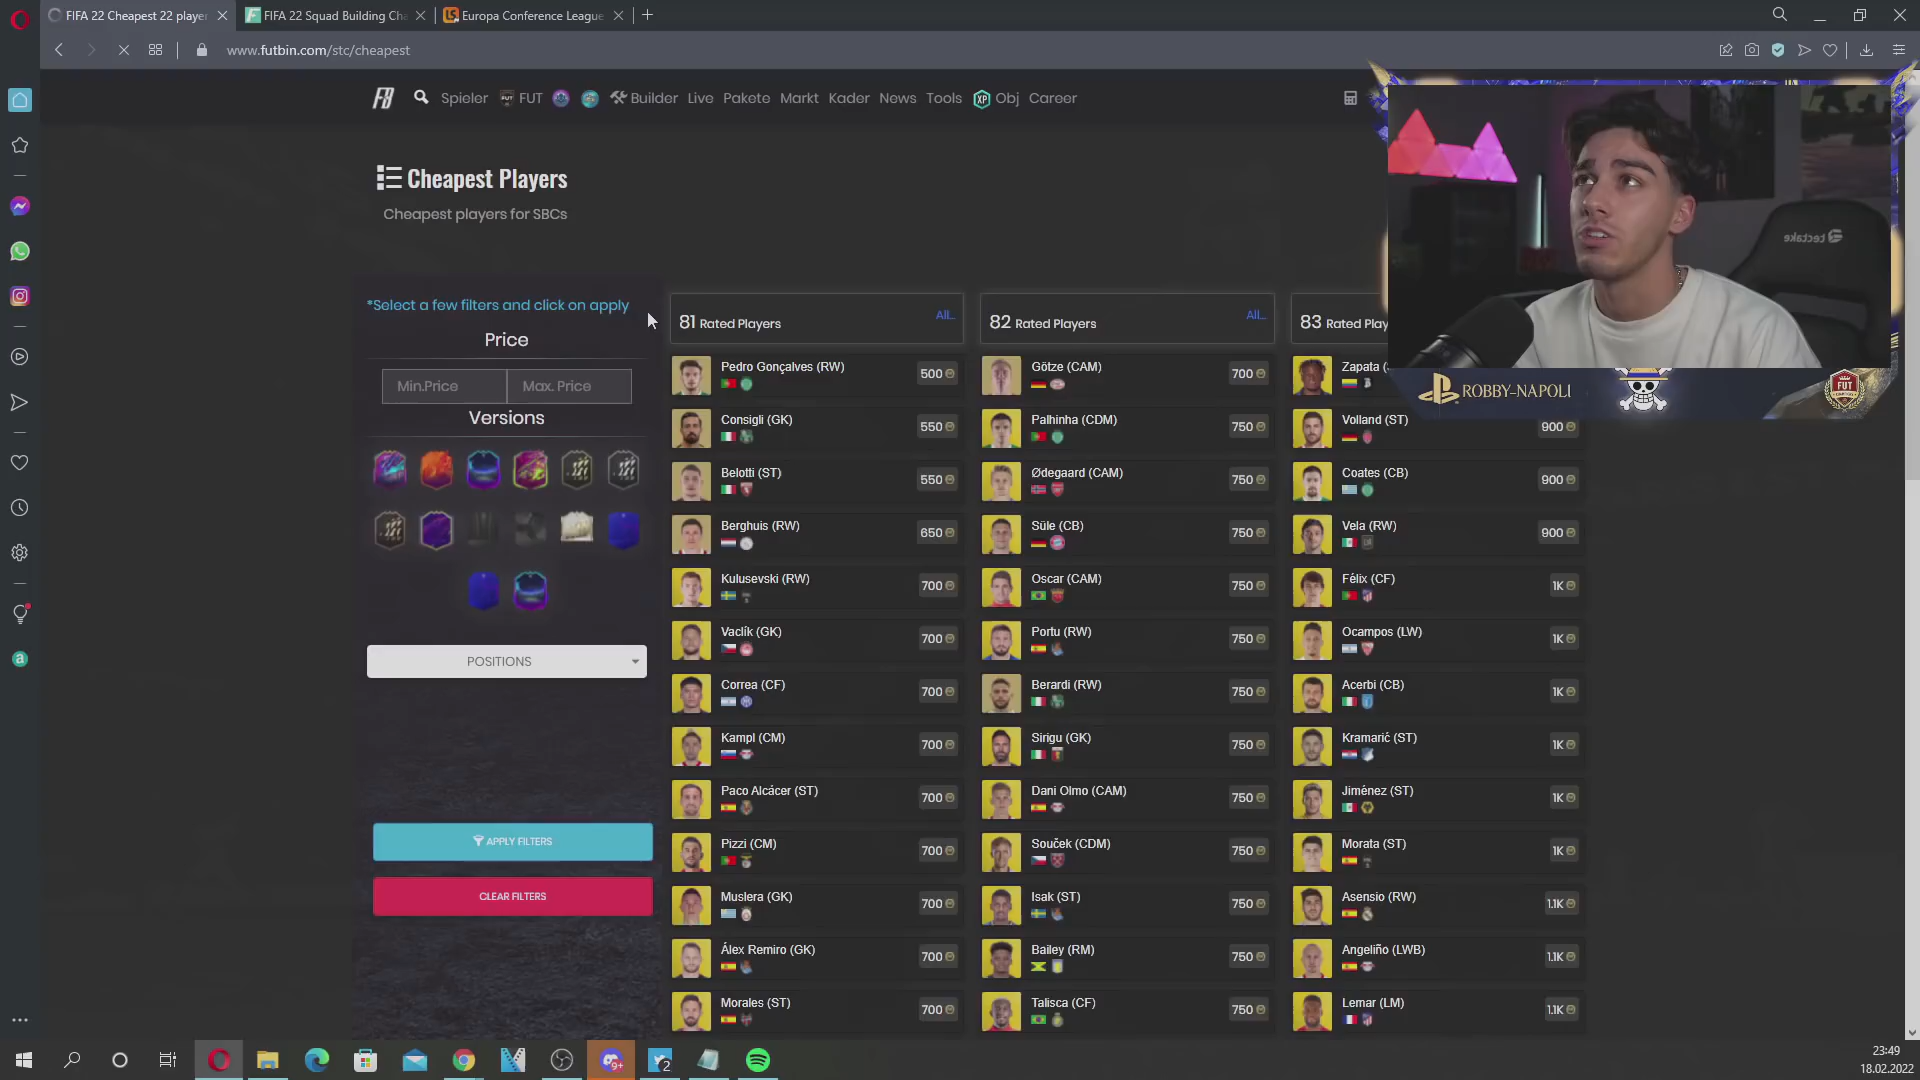 FIFA 22 Cheapest 22 player
FIFA 22 Squad Building Cha
Europa Conference League
www.futbin.com/stc/cheapest
Spieler FUT Builder Live Pakete Markt Kader News Tools XP Obj Career
Cheapest Players
Cheapest players for SBCs
*Select a few filters and click on apply
Price
Min.Price Max. Price
Versions
POSITIONS
APPLY FILTERS
CLEAR FILTERS
81 Rated Players All...
Pedro Gonçalves (RW) 500
Consigli (GK) 550
Belotti (ST) 550
Berghuis (RW) 650
Kulusevski (RW) 700
Vaclík (GK) 700
Correa (CF) 700
Kampl (CM) 700
Paco Alcácer (ST) 700
Pizzi (CM) 700
Muslera (GK) 700
Álex Remiro (GK) 700
Morales (ST) 700
82 Rated Players All...
Götze (CAM) 700
Palhinha (CDM) 750
Ødegaard (CAM) 750
Süle (CB) 750
Oscar (CAM) 750
Portu (RW) 750
Berardi (RW) 750
Sirigu (GK) 750
Dani Olmo (CAM) 750
Souček (CDM) 750
Isak (ST) 750
Bailey (RM) 750
Talisca (CF) 750
83 Rated Play
Zapata (
Volland (ST) 900
Coates (CB) 900
Vela (RW) 900
Félix (CF) 1K
Ocampos (LW) 1K
Acerbi (CB) 1K
Kramarić (ST) 1K
Jiménez (ST) 1K
Morata (ST) 1K
Asensio (RW) 1.1K
Angeliño (LWB) 1.1K
Lemar (LM) 1.1K
tectake
ROBBY-NAPOLI
FUT
9+
2
23:49
18.02.2022